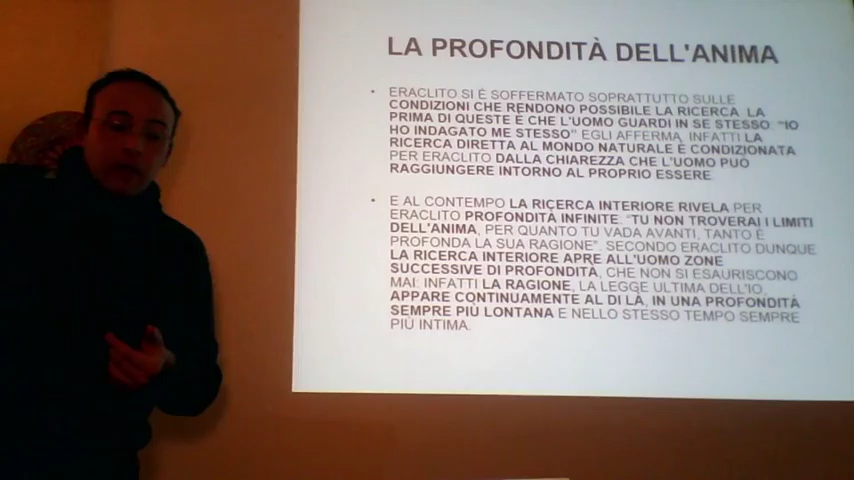 LA PROFONDITÀ DELL'ANIMA
• ERACLITO SI È SOFFERMATO SOPRATTUTTO SULLE
CONDIZIONI CHE RENDONO POSSIBILE LA RICERCA. LA
PRIMA DI QUESTE È CHE L'UOMO GUARDI IN SE STESSO. "IO
HO INDAGATO ME STESSO" EGLI AFFERMA, INFATTI LA
RICERCA DIRETTA AL MONDO NATURALE È CONDIZIONATA
PER ERACLITO DALLA CHIAREZZA CHE L'UOMO PUÒ
RAGGIUNGERE INTORNO AL PROPRIO ESSERE.
• E AL CONTEMPO LA RICERCA INTERIORE RIVELA PER
ERACLITO PROFONDITÀ INFINITE. "TU NON TROVERAI I LIMITI
DELL'ANIMA, PER QUANTO TU VADA AVANTI, TANTO È
PROFONDA LA SUA RAGIONE". SECONDO ERACLITO DUNQUE
LA RICERCA INTERIORE APRE ALL'UOMO ZONE
SUCCESSIVE DI PROFONDITÀ, CHE NON SI ESAURISCONO
MAI: INFATTI LA RAGIONE, LA LEGGE ULTIMA DELL'IO,
APPARE CONTINUAMENTE AL DI LÀ, IN UNA PROFONDITÀ
SEMPRE PIÙ LONTANA E NELLO STESSO TEMPO SEMPRE
PIÙ INTIMA.